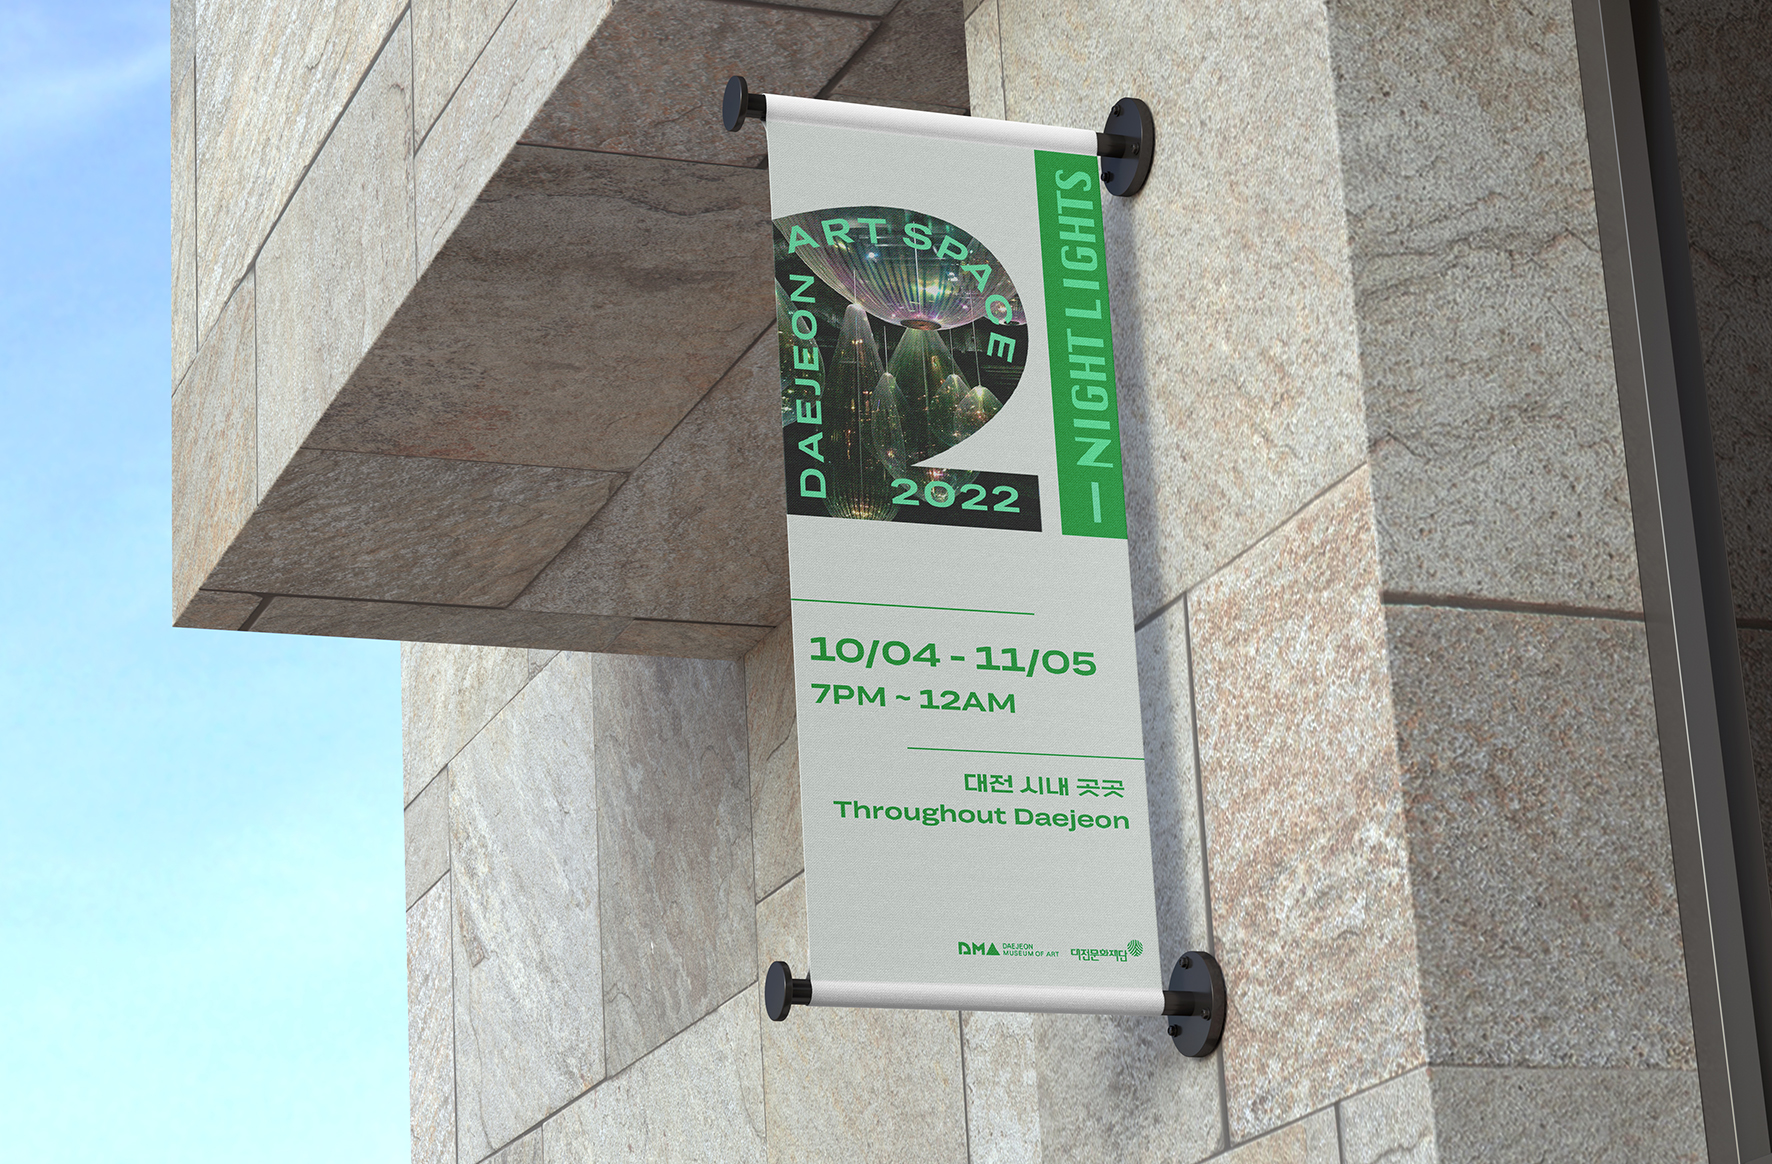 DAEJEON ART SPACE
2022
— NIGHT LIGHTS
10/04 - 11/05
7PM ~ 12AM
대전 시내 곳곳
Throughout Daejeon
DMA DAEJEON
MUSEUM OF ART
대전문화재단